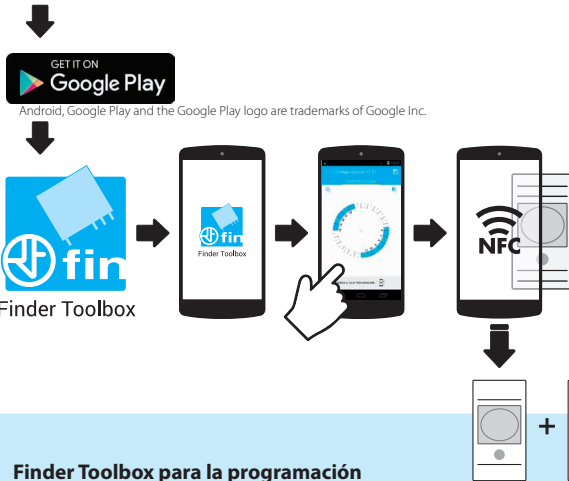 GET IT ON
Google Play
Android, Google Play and the Google Play logo are trademarks of Google Inc.
fin
Finder Toolbox
fin
Finder Toolbox
NFC
+
Finder Toolbox para la programación